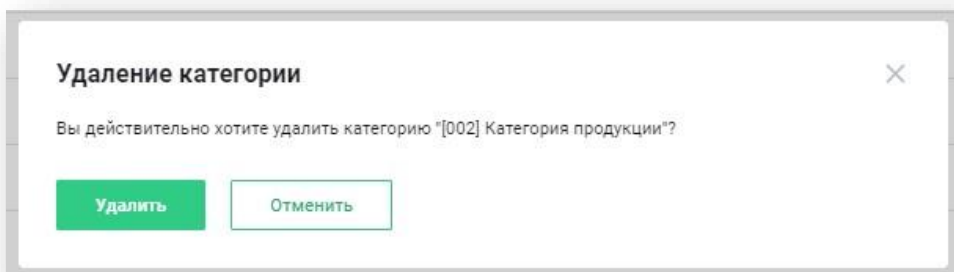 Удаление категории
Вы действительно хотите удалить категорию "[002] Категория продукции"?
Удалить
Отменить